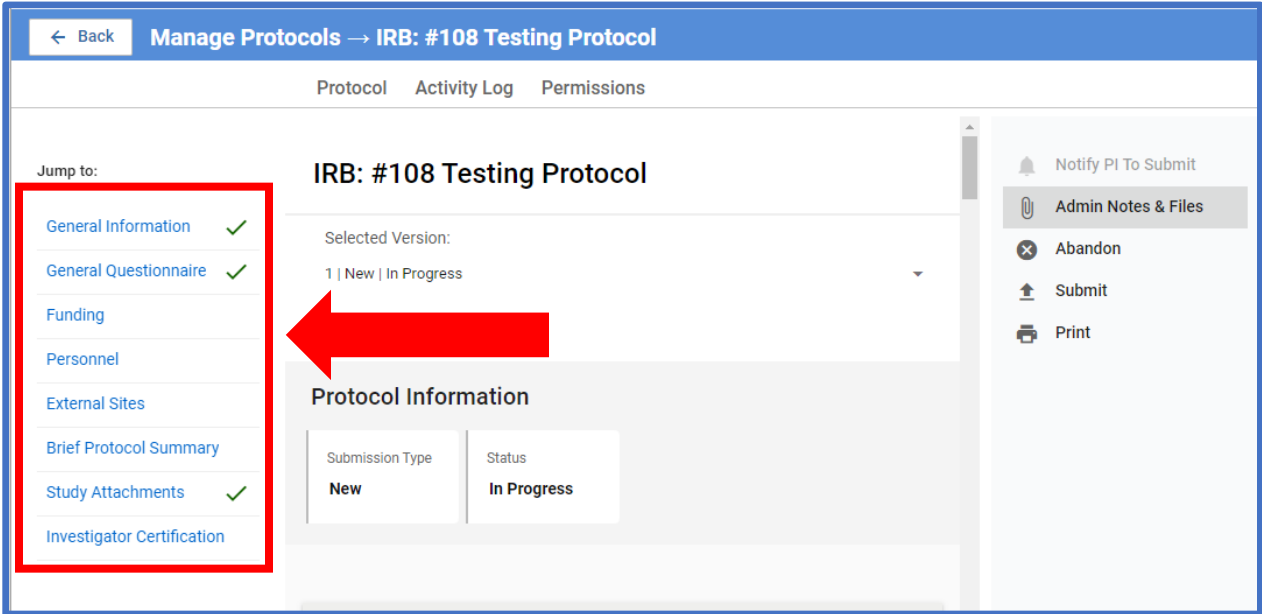 ← Back
Manage Protocols → IRB: #108 Testing Protocol
Protocol Activity Log Permissions
Jump to:
General Information
General Questionnaire
Funding
Personnel
External Sites
Brief Protocol Summary
Study Attachments
Investigator Certification
IRB: #108 Testing Protocol
Selected Version:
1 | New | In Progress
Protocol Information
Submission Type
New
Status
In Progress
Notify PI To Submit
Admin Notes & Files
Abandon
Submit
Print